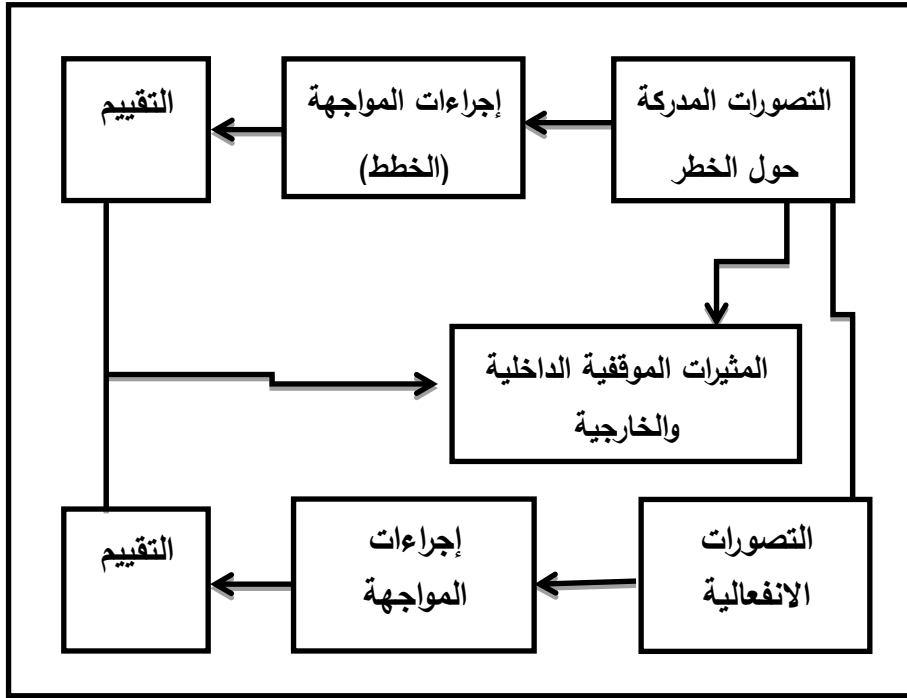 التصورات المدركة
حول الخطر
إجراءات المواجهة
(الخطط)
التقييم
المثيرات الموقفية الداخلية
والخارجية
التصورات
الانفعالية
إجراءات
المواجهة
التقييم